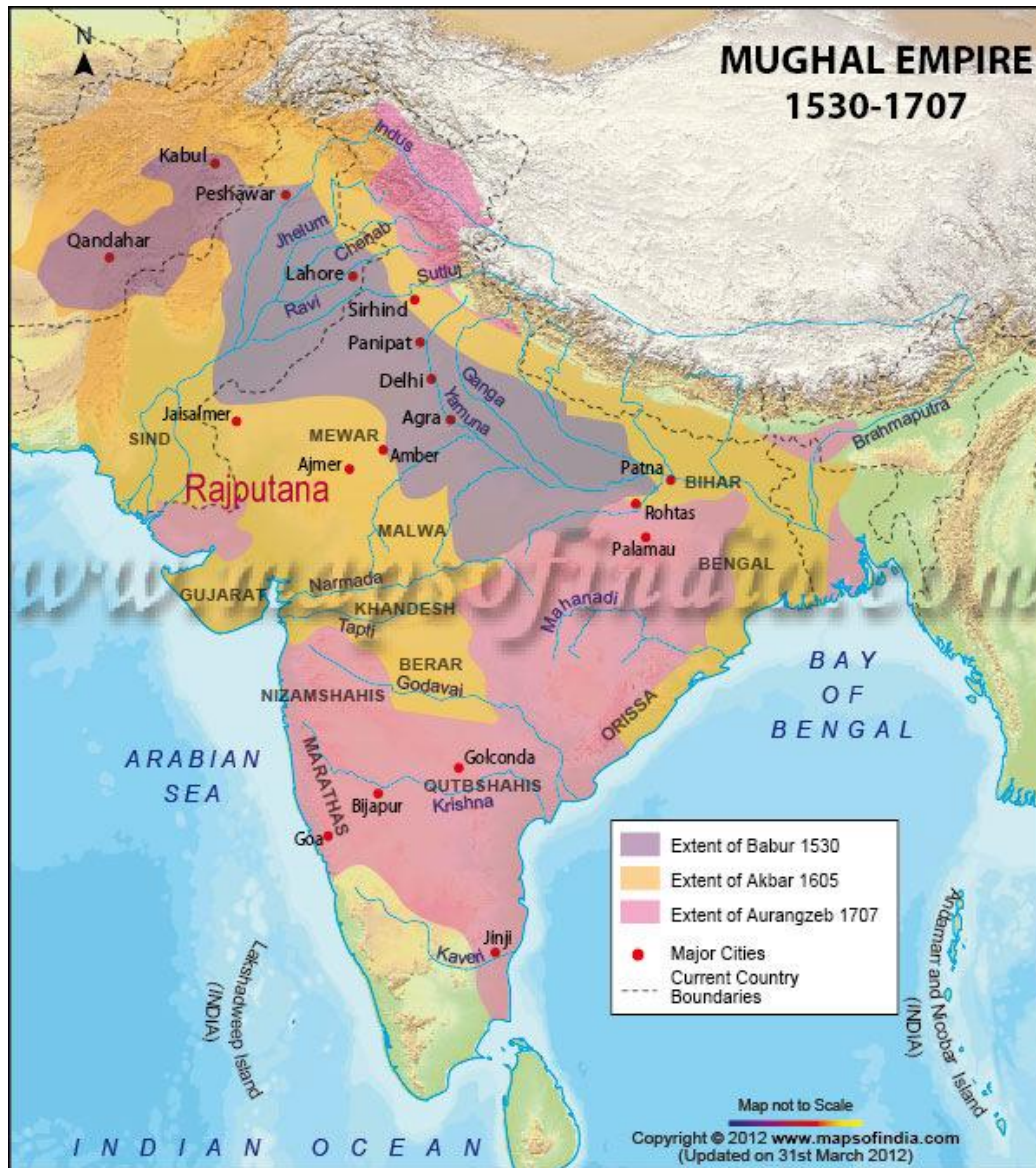 MUGHAL EMPIRE
1530-1707
N
Indus
Kabul
Peshawar
Jhelum
Chenab
Qandahar
Lahore
Sutluj
Ravi
Sirhind
Panipat
Delhi
Ganga
Yamuna
Agra
Jaisalmer
SIND
MEWAR
Amber
Ajmer
Brahmaputra
Patna
BIHAR
Rajputana
Rohtas
MALWA
Palamau
BENGAL
www.mapsofindia.com
Narmada
GUJARAT
KHANDESH
Mahanadi
Tapti
BERAR
Godavai
NIZAMSHAHIS
ORISSA
BAY
OF
BENGAL
ARABIAN
SEA
MARATHAS
Golconda
QUTBSHAHIS
Bijapur
Krishna
Goa
Extent of Babur 1530
Extent of Akbar 1605
Extent of Aurangzeb 1707
Major Cities
Current Country
Boundaries
Jinji
Kaveri
Lakshadweep Island
(INDIA)
Andamarr and Nicobar Island
(INDIA)
Map not to Scale
Copyright © 2012 www.mapsofindia.com
(Updated on 31st March 2012)
INDIAN OCEAN